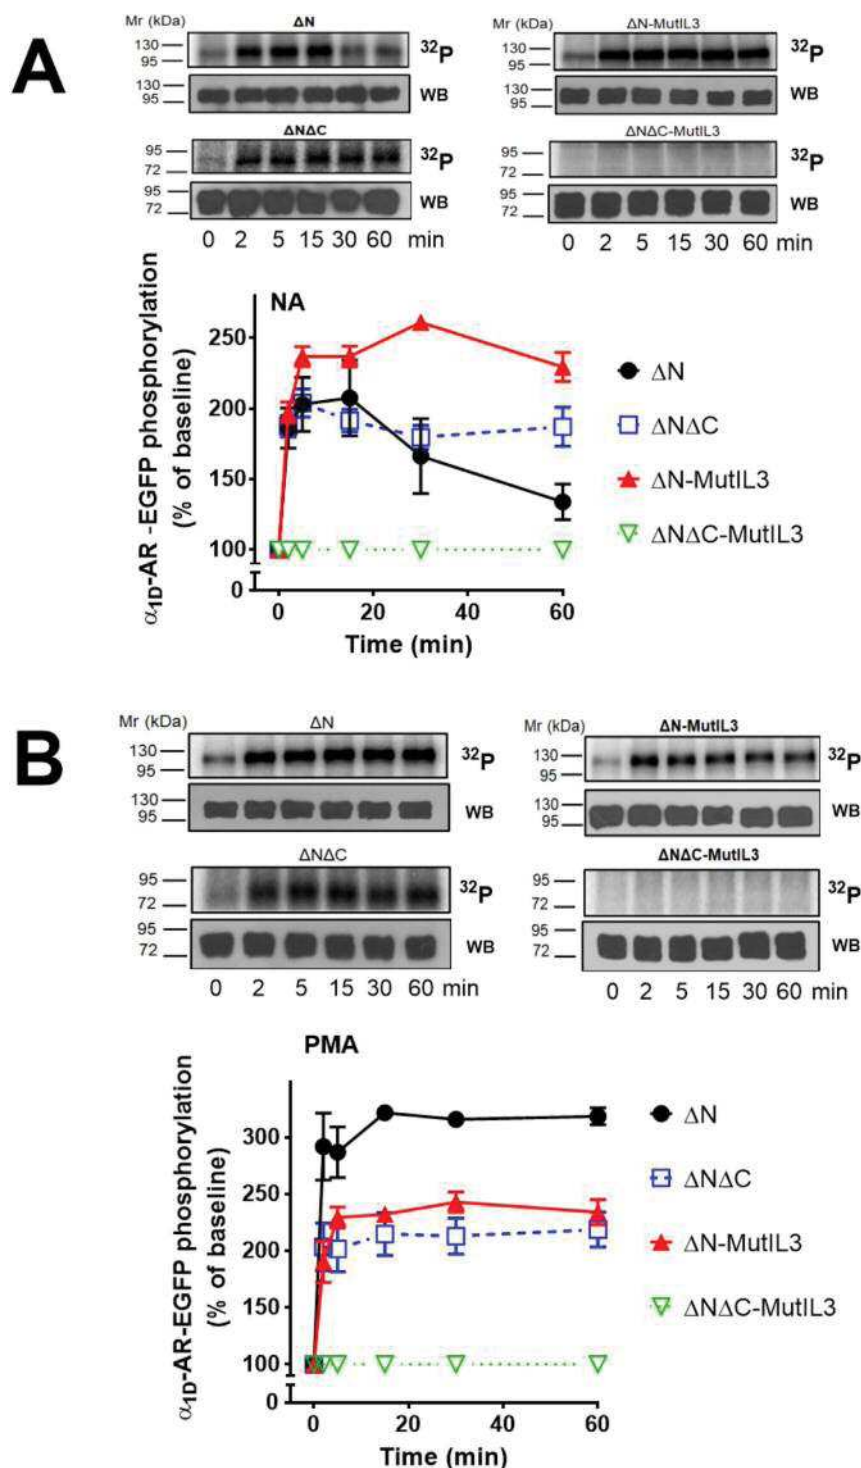 A
Mr (kDa)
ΔN
130
95
³²P
130
95
WB
ΔNΔC
95
72
³²P
95
72
WB
0 2 5 15 30 60 min
ΔN-MutIL3
130
95
³²P
130
95
WB
ΔNΔC-MutIL3
95
72
³²P
95
72
WB
0 2 5 15 30 60 min
NA
α1D-AR -EGFP phosphorylation
(% of baseline)
250
200
150
100
0
0 20 40 60
Time (min)
ΔN
ΔNΔC
ΔN-MutIL3
ΔNΔC-MutIL3
B
Mr (kDa)
ΔN
130
95
³²P
130
95
WB
ΔNΔC
95
72
³²P
95
72
WB
0 2 5 15 30 60 min
Mr (kDa)
ΔN-MutIL3
130
95
³²P
130
95
WB
ΔNΔC-MutIL3
95
72
³²P
95
72
WB
0 2 5 15 30 60 min
PMA
α1D-AR-EGFP phosphorylation
(% of baseline)
300
250
200
150
100
0
0 20 40 60
Time (min)
ΔN
ΔNΔC
ΔN-MutIL3
ΔNΔC-MutIL3